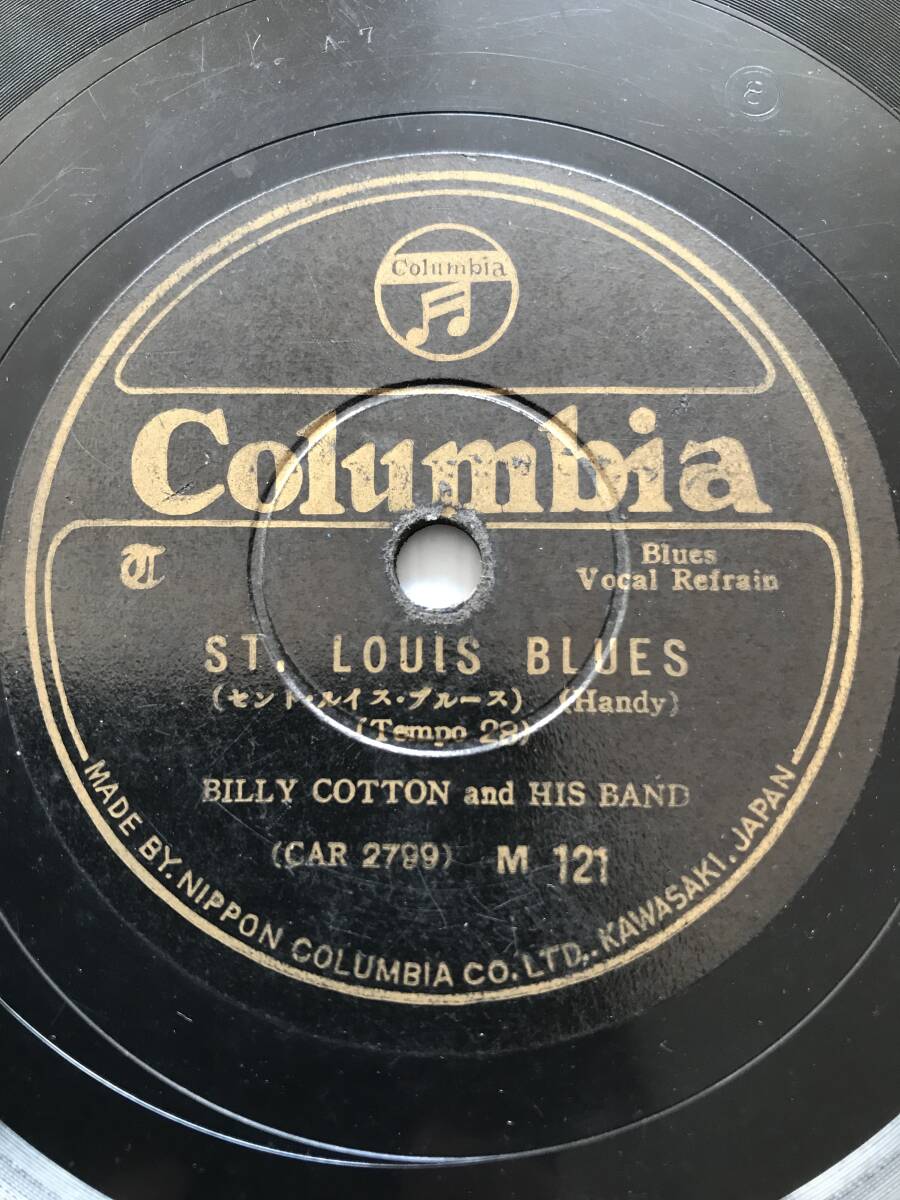 Columbia
Columbia
T
Blues
Vocal Refrain
ST. LOUIS BLUES
(セント・ルイス・ブルース) (Handy)
(Tempo 28)
BILLY COTTON and HIS BAND
(CAR 2799) M 121
MADE BY. NIPPON COLUMBIA CO. LTD., KAWASAKI. JAPAN